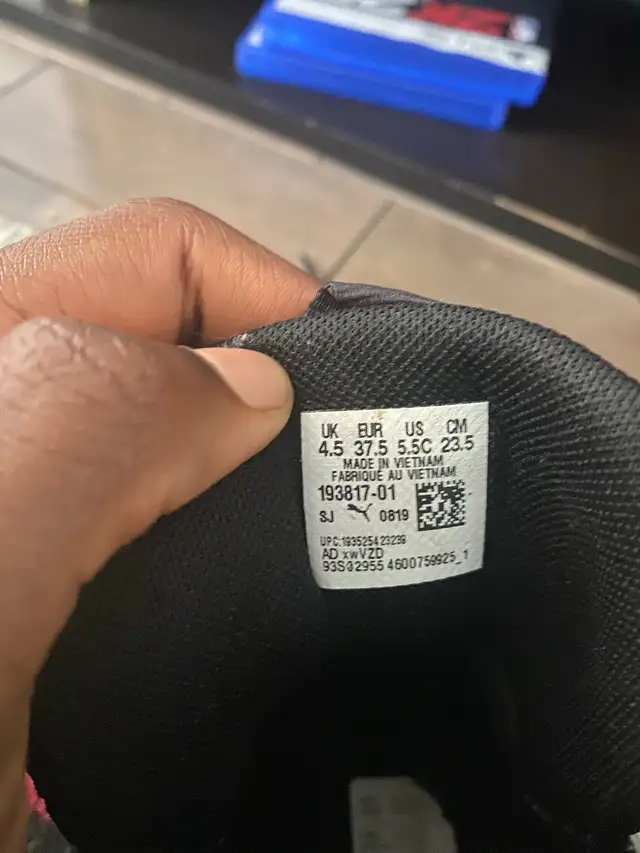 UK EUR US CM
4.5 37.5 5.5C 23.5
MADE IN VIETNAM
FABRIQUE AU VIETNAM
193817-01
SJ 0819
UPC:193525423239
AD xwVZD
93S92955 4600759925_1